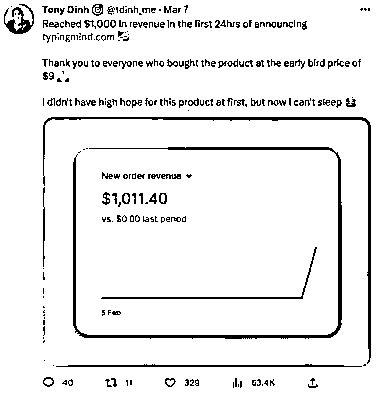 Tony Dinh @tdinh_me · Mar 7
Reached $1,000 in revenue in the first 24hrs of announcing
typingmind.com
Thank you to everyone who bought the product at the early bird price of
$9
I didn't have high hope for this product at first, but now I can't sleep
New order revenue
$1,011.40
vs. $0.00 last period
5 Feb
40 11 329 63.4K